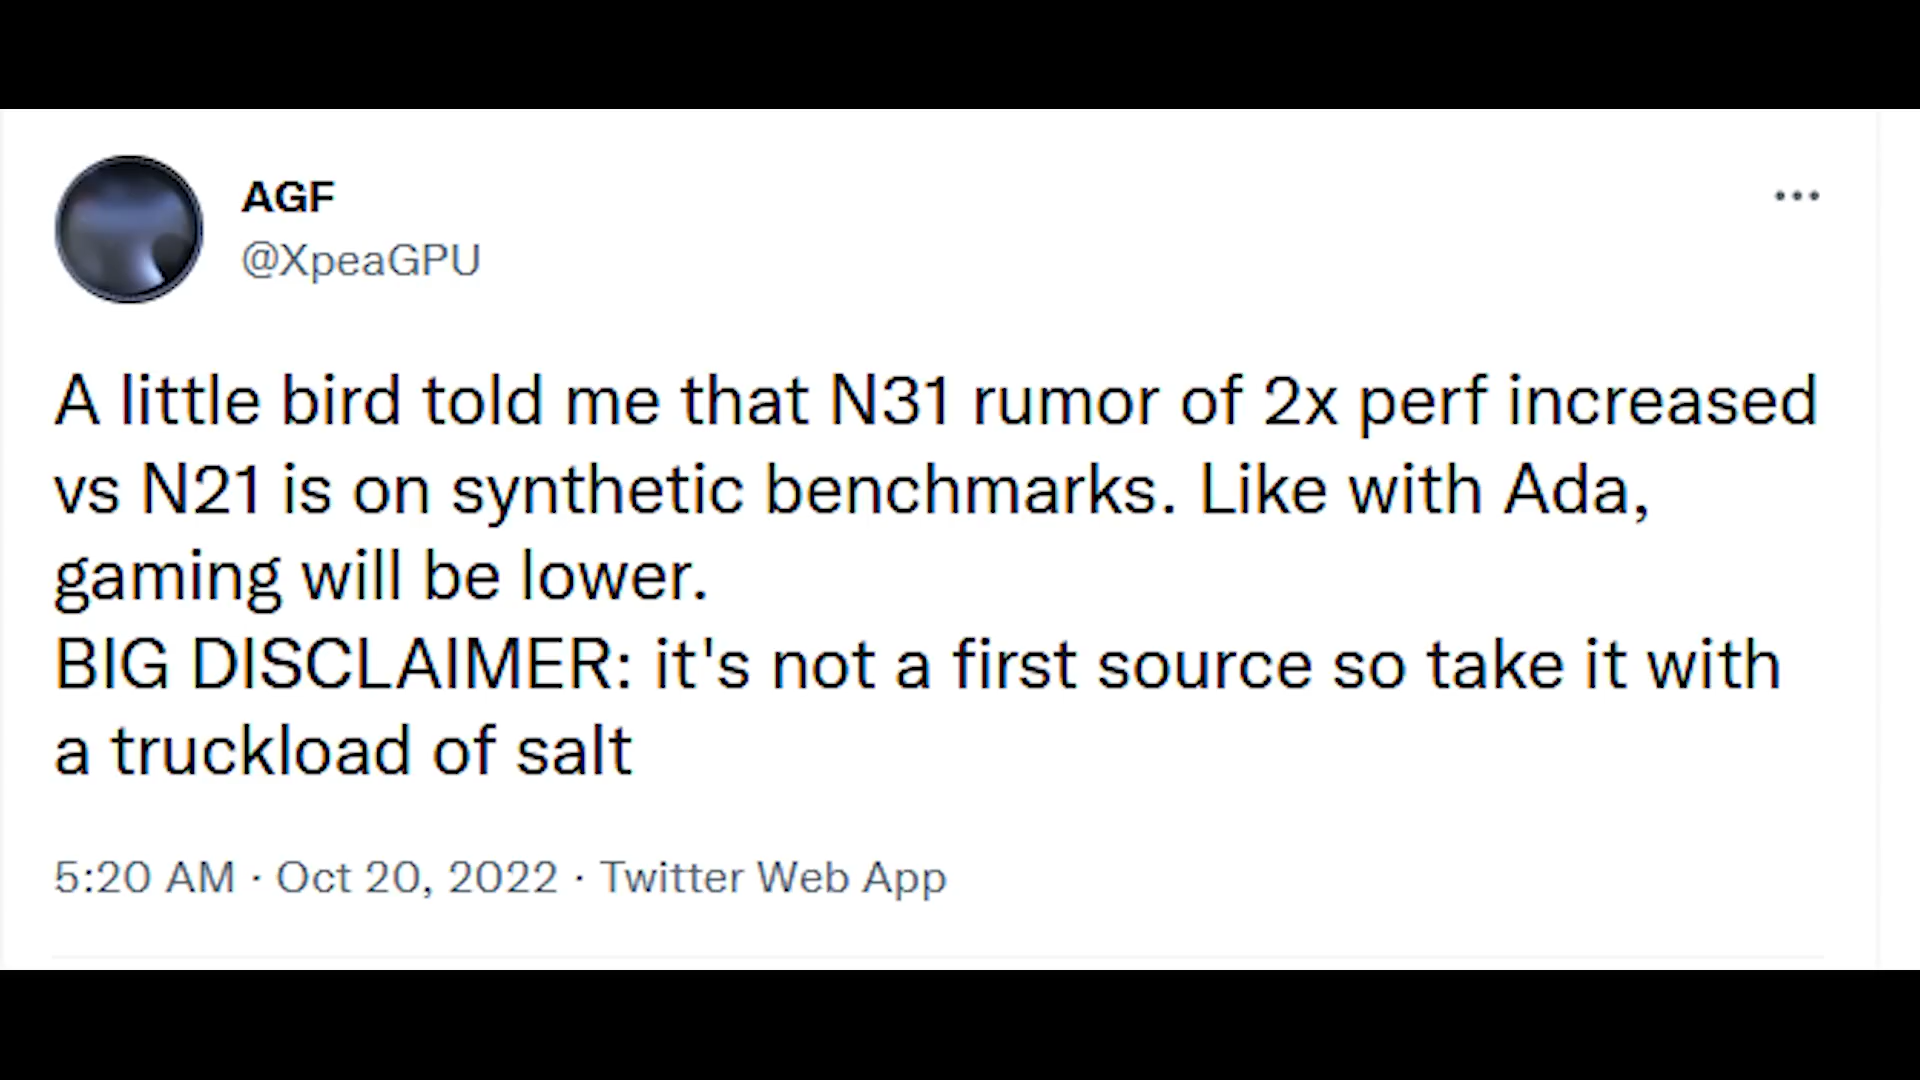 AGF
@XpeaGPU
A little bird told me that N31 rumor of 2x perf increased
vs N21 is on synthetic benchmarks. Like with Ada,
gaming will be lower.
BIG DISCLAIMER: it's not a first source so take it with
a truckload of salt
5:20 AM · Oct 20, 2022 · Twitter Web App